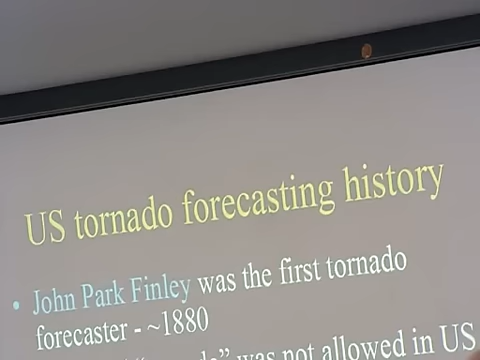 US tornado forecasting history
• John Park Finley was the first tornado
forecaster - ~1880
was not allowed in US